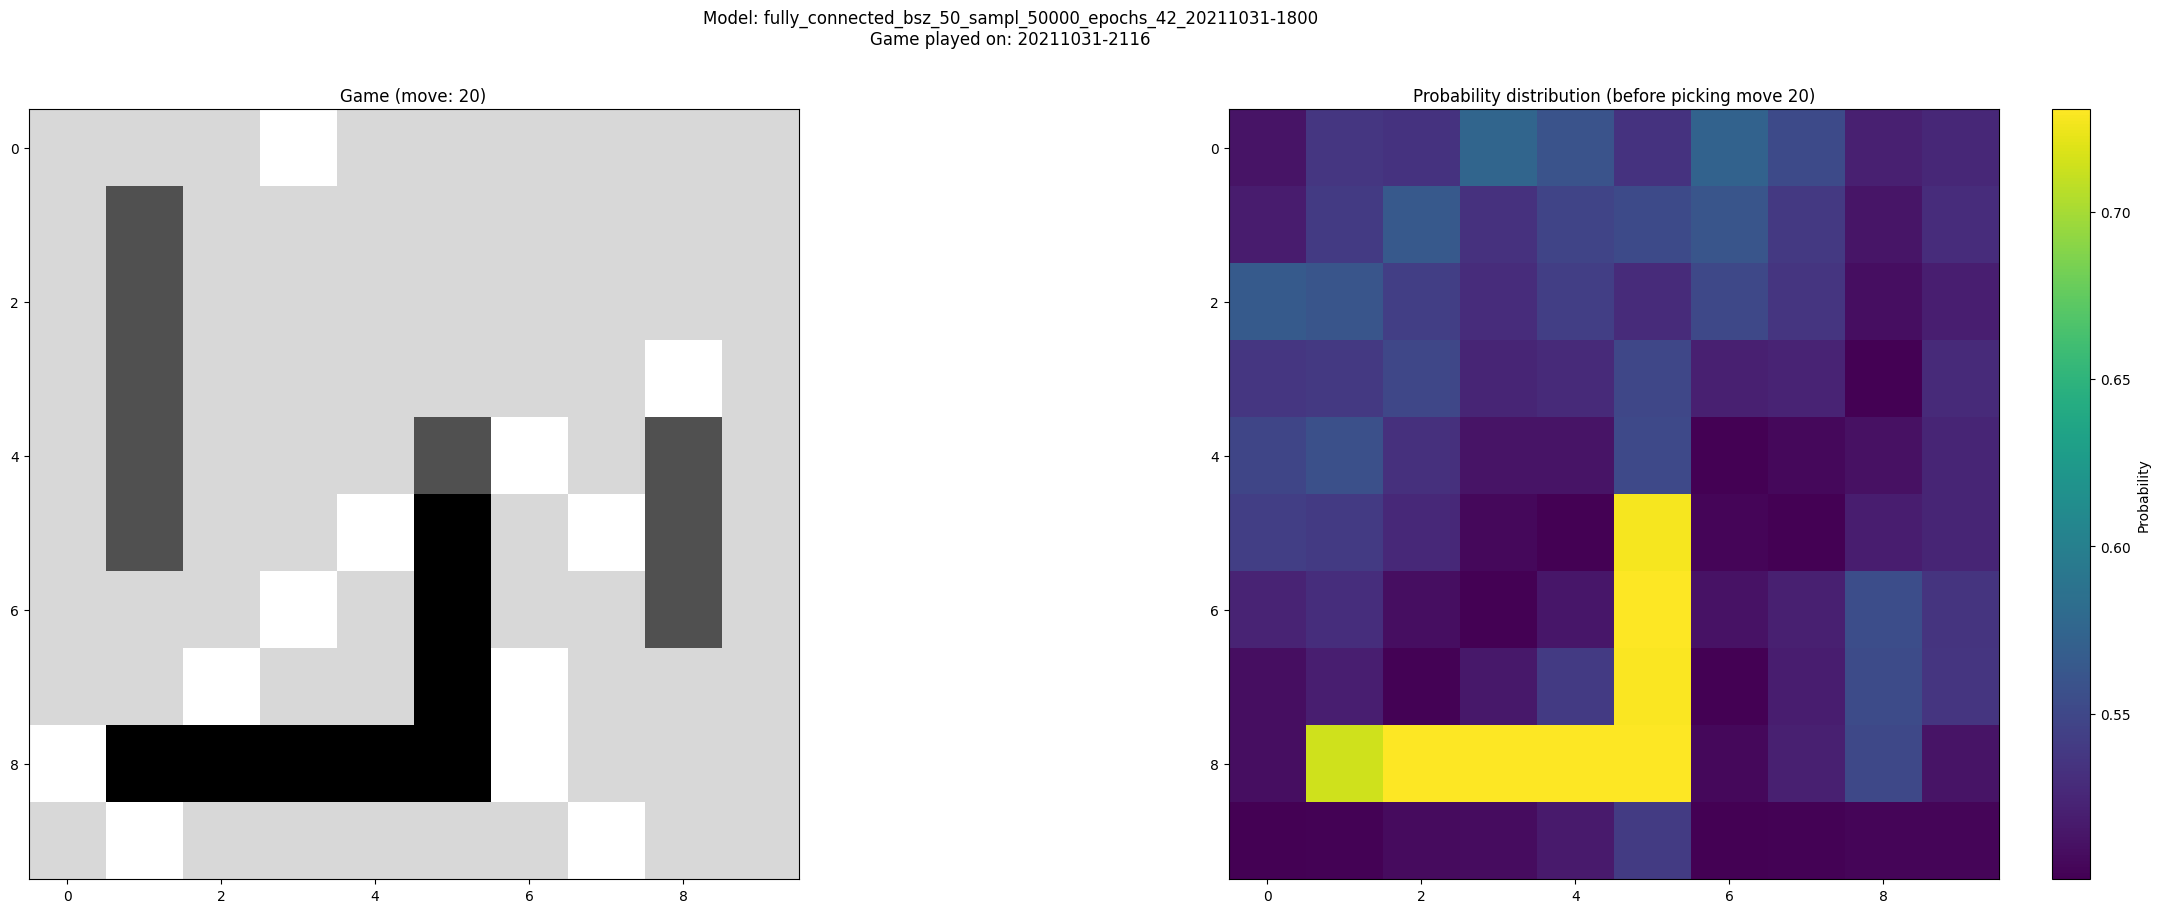 Model: fully_connected_bsz_50_sampl_50000_epochs_42_20211031-1800
Game played on: 20211031-2116
Game (move: 20)
0
2
4
6
8
0 2 4 6 8
Probability distribution (before picking move 20)
0
2
4
6
8
0 2 4 6 8
0.70
0.65
0.60
0.55
Probability